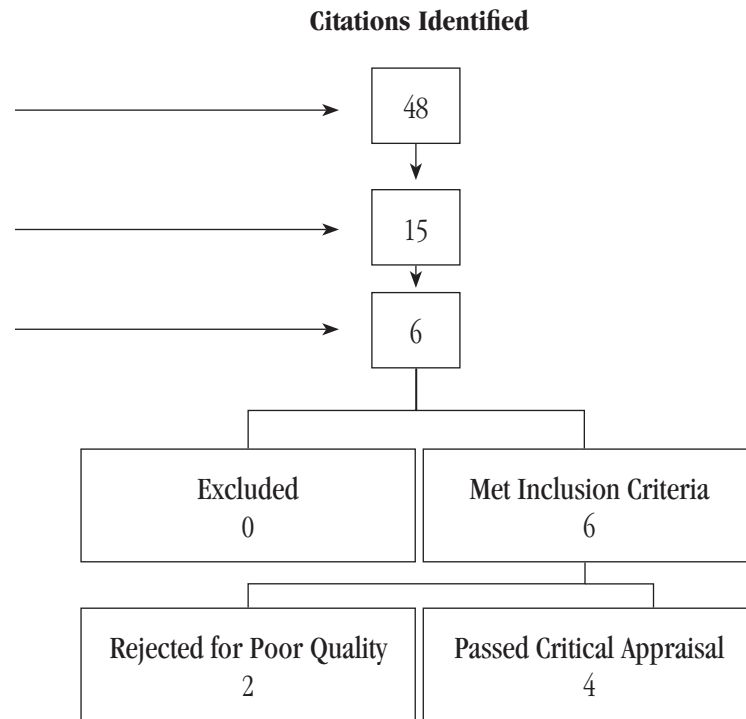 Citations Identified
48
15
6
Excluded
0
Met Inclusion Criteria
6
Rejected for Poor Quality
2
Passed Critical Appraisal
4